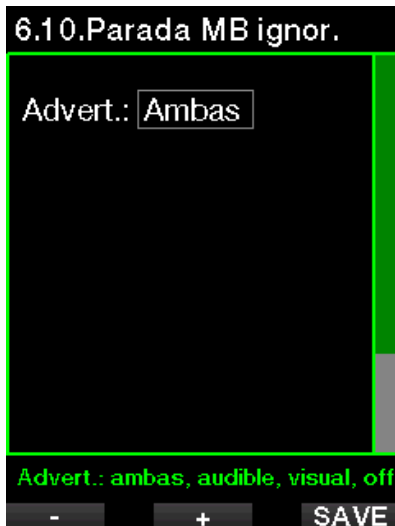 6.10.Parada MB ignor.
Advert.: Ambas
Advert.: ambas, audible, visual, off
- + SAVE